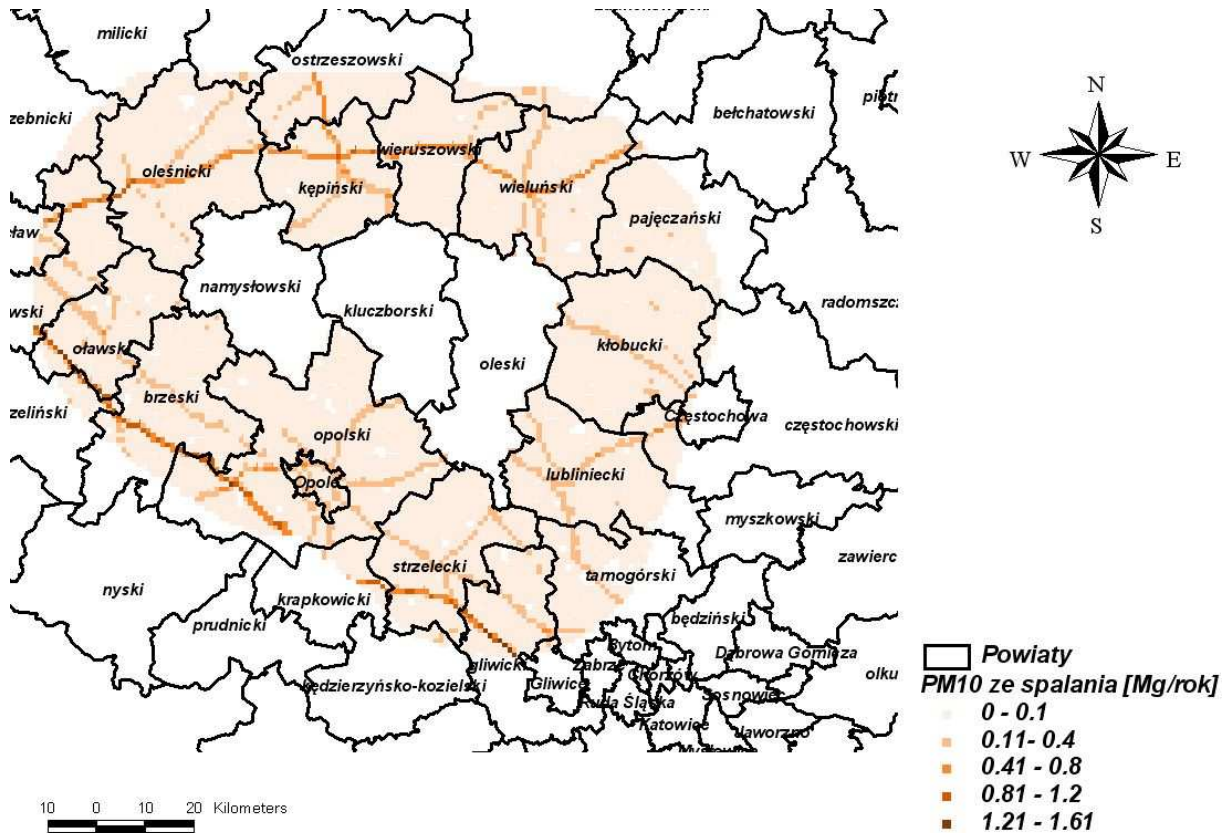 milicki
ostrzeszowski
bełchatowski
piotr
zebnicki
oleśnicki
wieruszowski
kępiński
wieluński
pajęczański
ław
namysłowski
kluczborski
radomszcz
wski
oławski
kłobucki
oleski
zeliński
brzeski
Częstochowa
częstochowski
opolski
lubliniecki
Opole
myszkowski
zawierc
strzelecki
tarnogórski
nyski
krapkowicki
będziński
prudnicki
Bytom
Dąbrowa Górnicza
gliwicki
Zabrze
Chorzów
olku
kędzierzyńsko-kozielski
Gliwice
Sosnowiec
Ruda Śląska
Katowice
Jaworzno
Mysłowice
N
W
E
S
Powiaty
PM10 ze spalania [Mg/rok]
0 - 0.1
0.11- 0.4
0.41 - 0.8
0.81 - 1.2
1.21 - 1.61
10 0 10 20 Kilometers